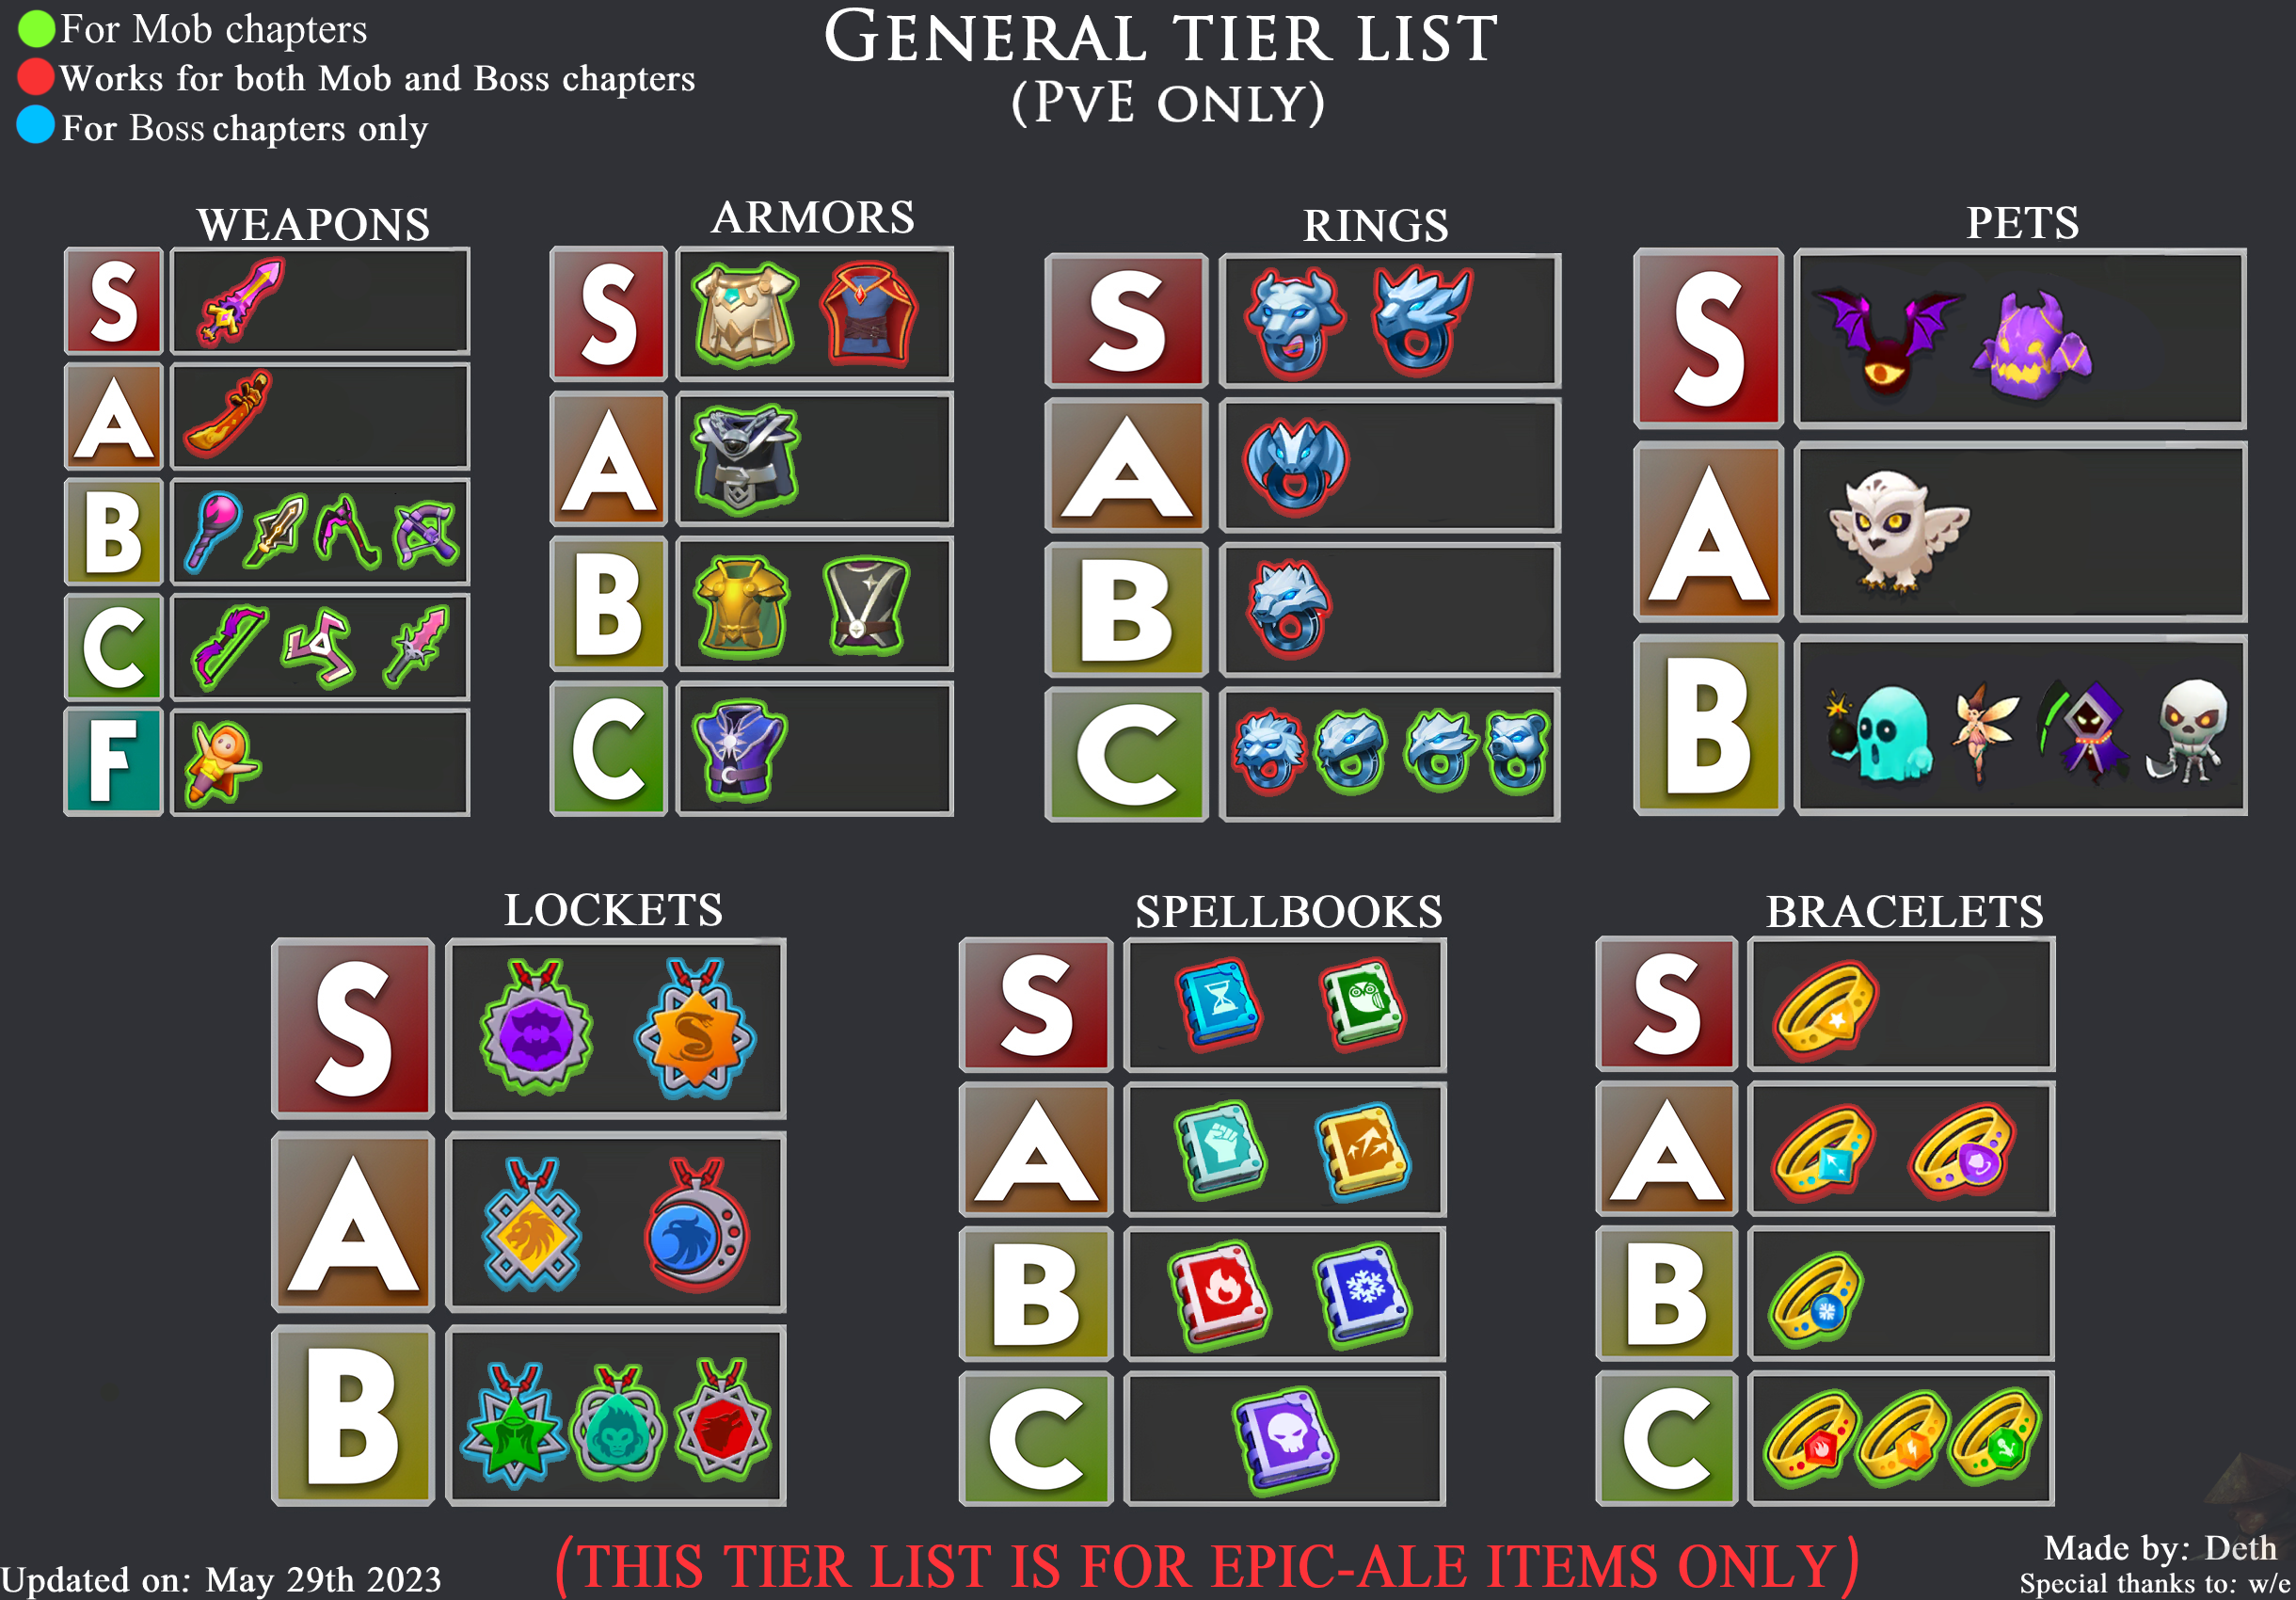 For Mob chapters
Works for both Mob and Boss chapters
For Boss chapters only
GENERAL TIER LIST
(PVE ONLY)
WEAPONS
S
A
B
C
F
ARMORS
S
A
B
C
RINGS
S
A
B
C
PETS
S
A
B
LOCKETS
S
A
B
SPELLBOOKS
S
A
B
C
BRACELETS
S
A
B
C
Updated on: May 29th 2023
(THIS TIER LIST IS FOR EPIC-ALE ITEMS ONLY)
Made by: Deth
Special thanks to: w/e